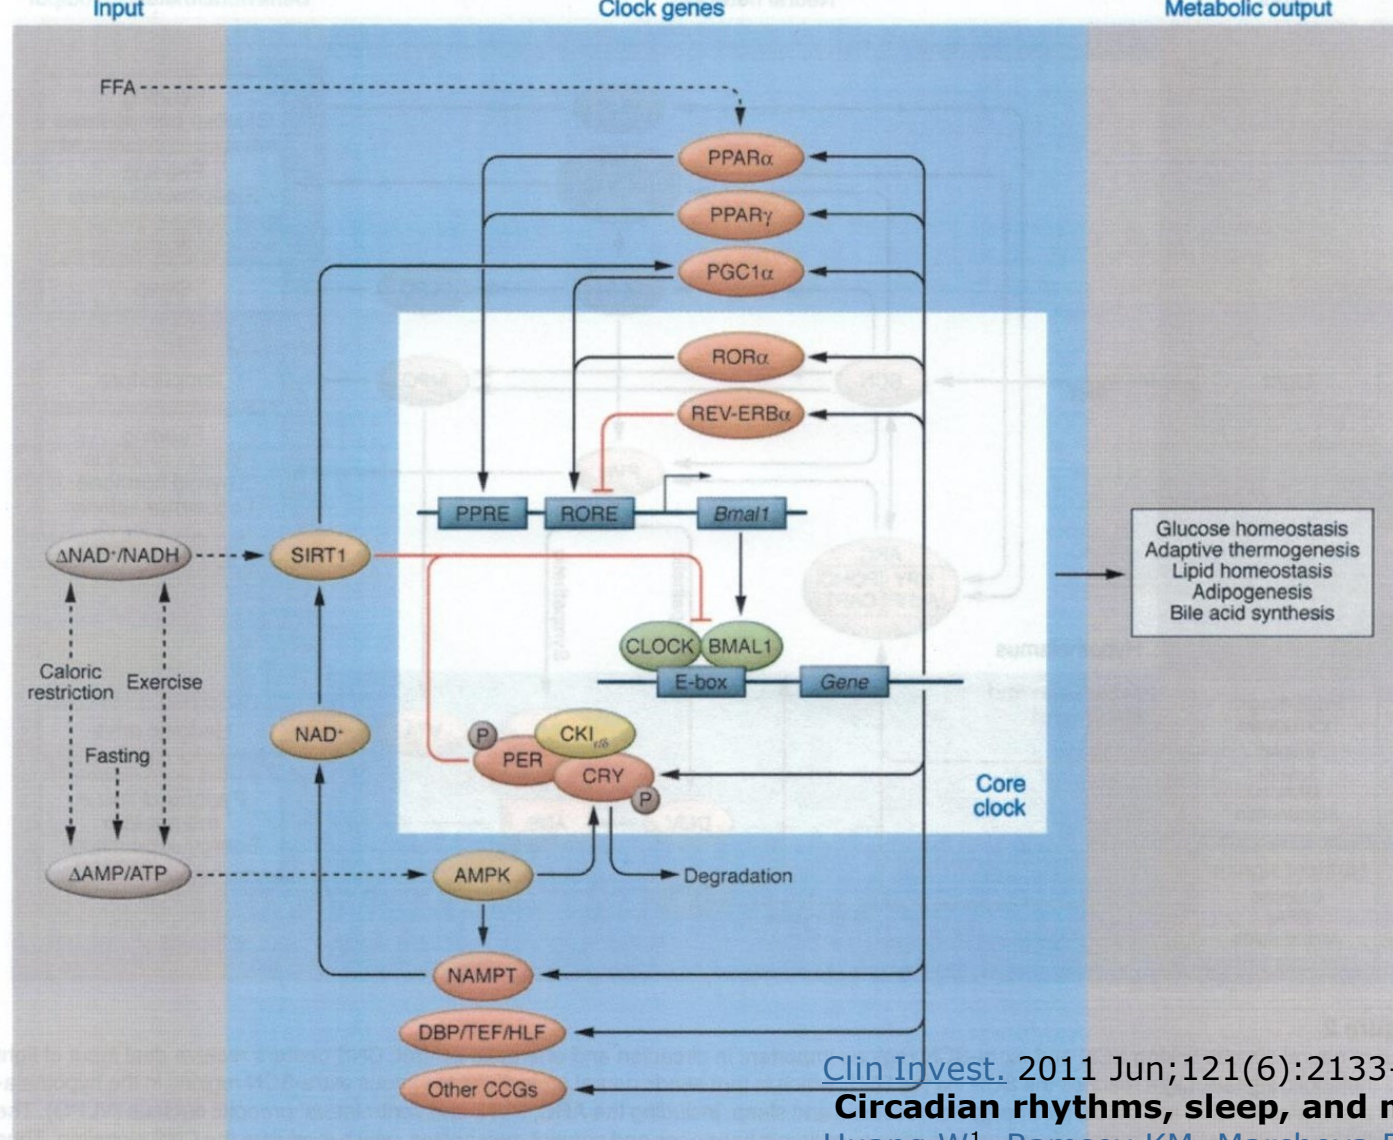 Input
Clock genes
Metabolic output
FFA
PPARα
PPARγ
PGC1α
RORα
REV-ERBα
PPRE
RORE
Bmal1
ΔNAD⁺/NADH
SIRT1
Glucose homeostasis
Adaptive thermogenesis
Lipid homeostasis
Adipogenesis
Bile acid synthesis
CLOCK
BMAL1
E-box
Gene
Caloric
restriction
Exercise
NAD⁺
P
CKIε/δ
PER
CRY
P
Fasting
Core
clock
ΔAMP/ATP
AMPK
Degradation
NAMPT
DBP/TEF/HLF
Other CCGs
Clin Invest. 2011 Jun;121(6):2133-
Circadian rhythms, sleep, and